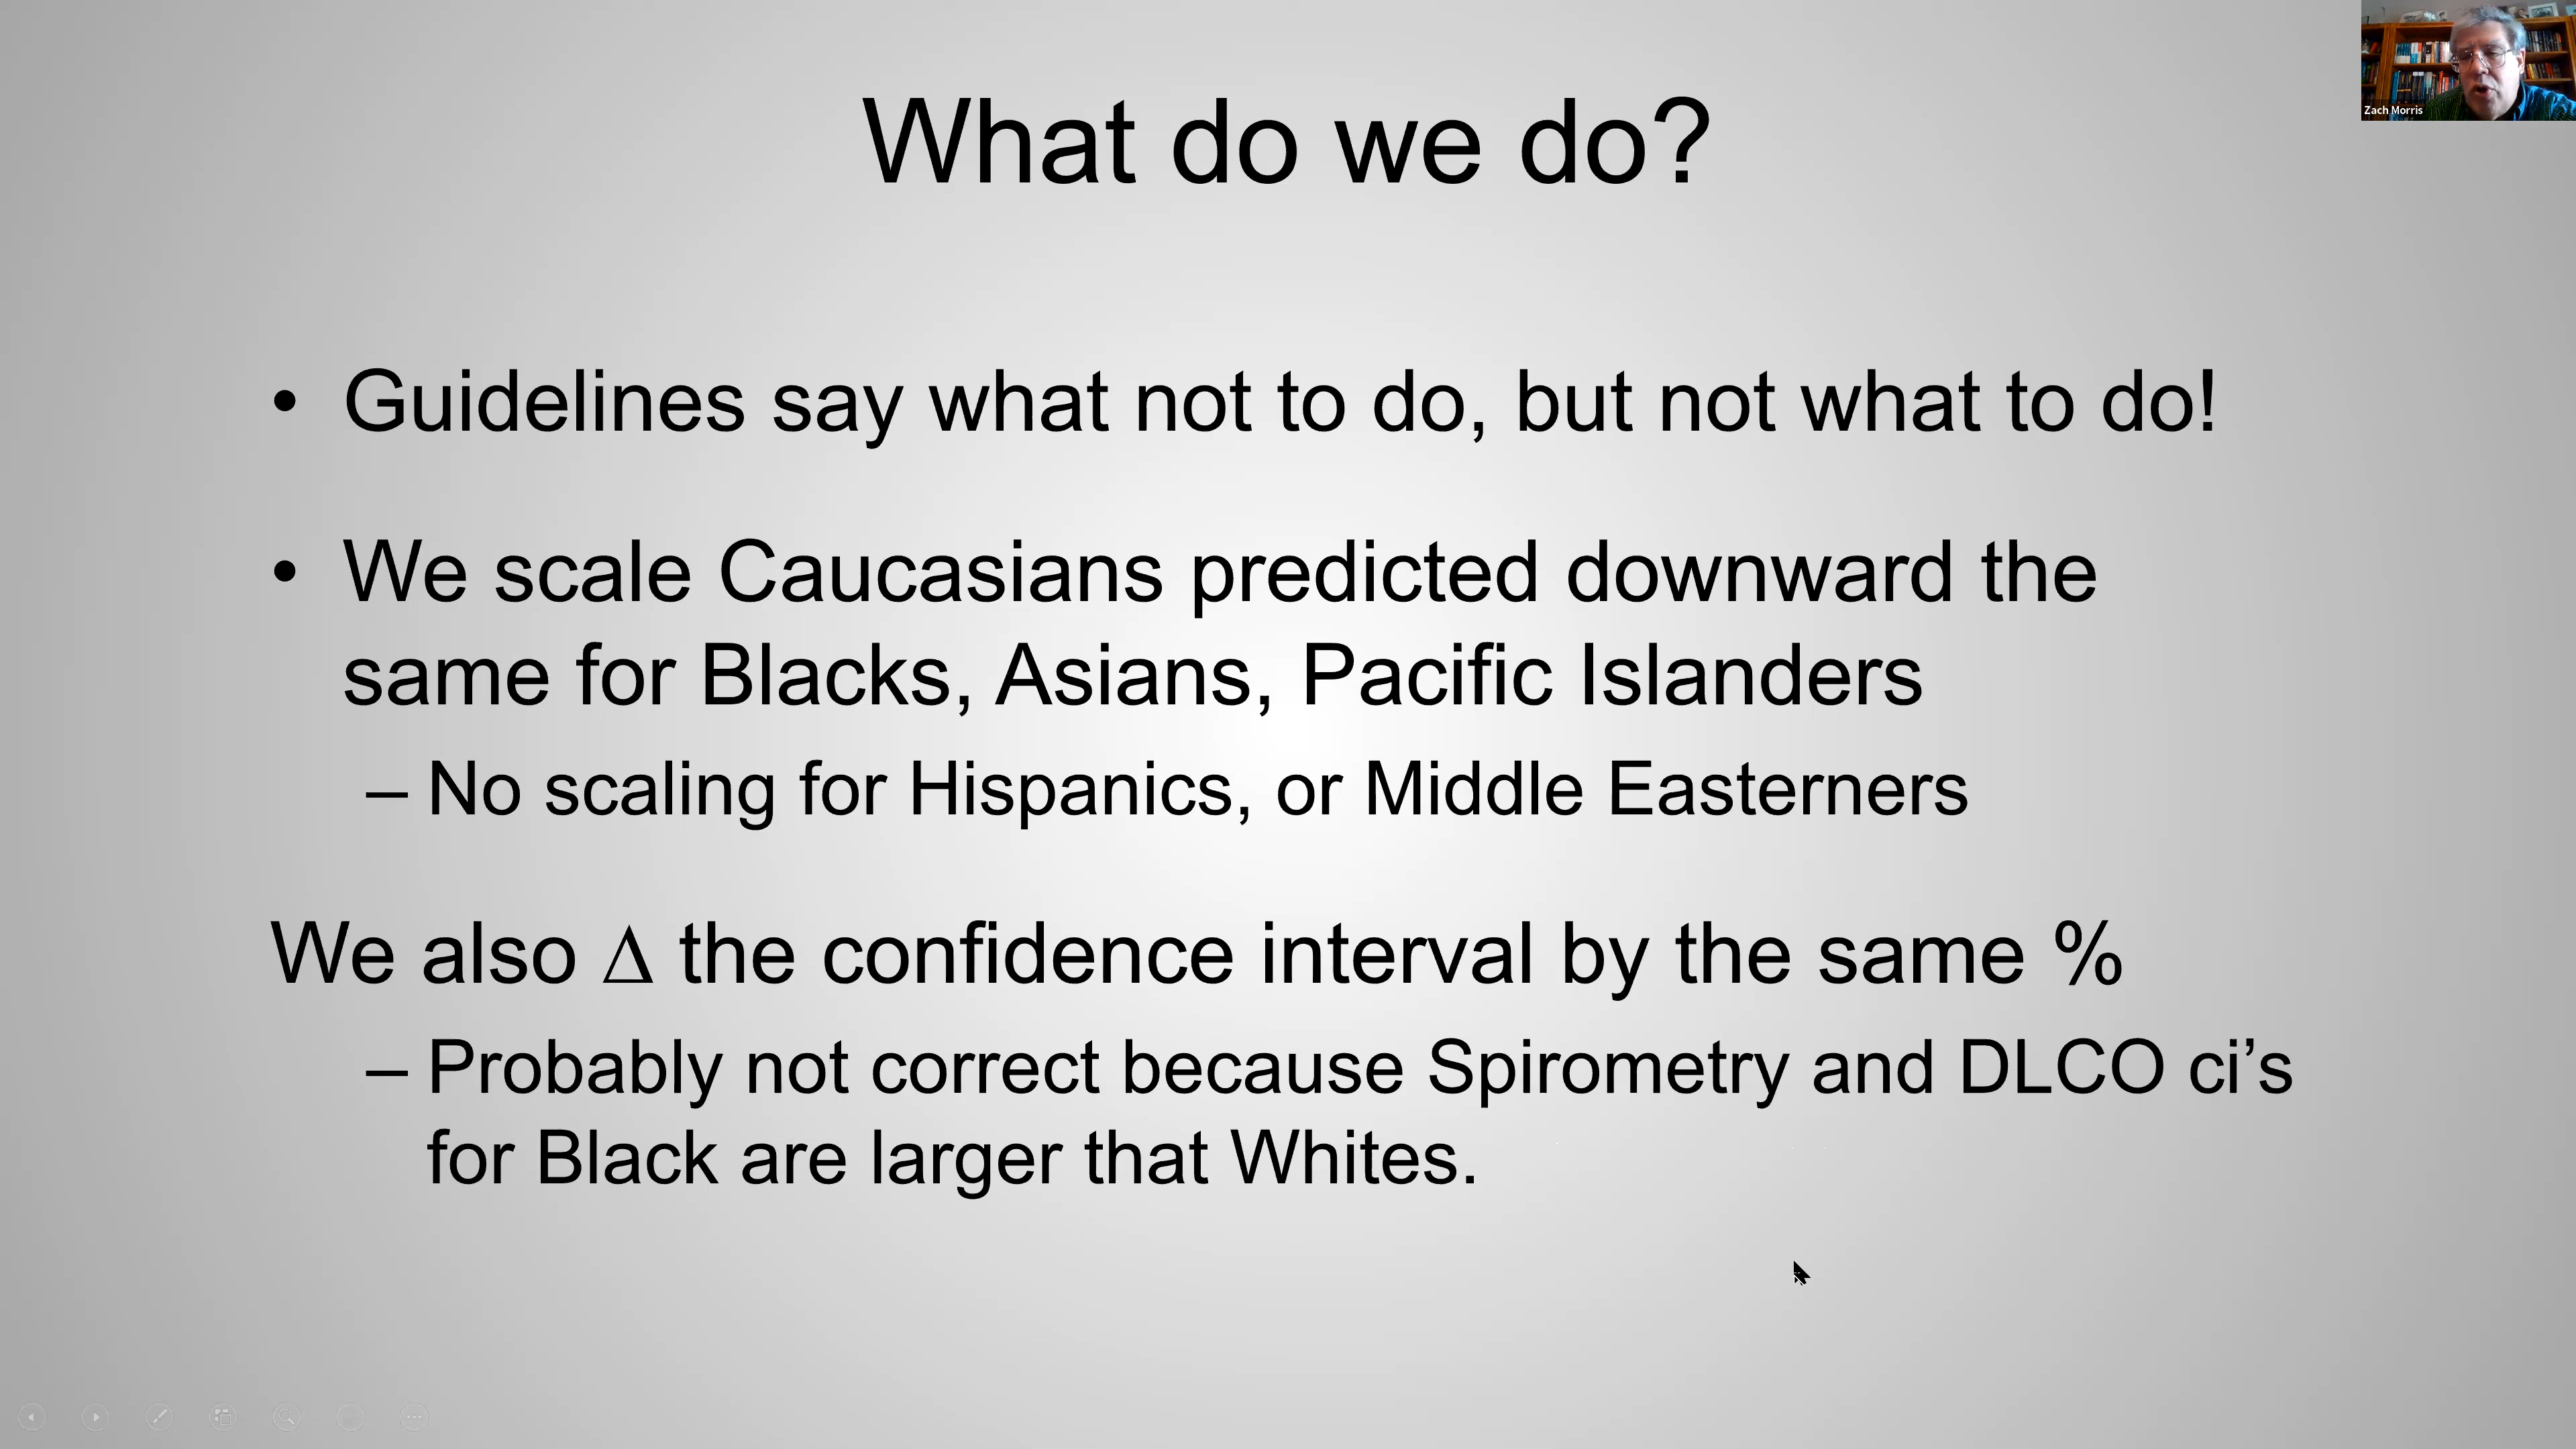 Zach Morris
What do we do?
• Guidelines say what not to do, but not what to do!
• We scale Caucasians predicted downward the
same for Blacks, Asians, Pacific Islanders
– No scaling for Hispanics, or Middle Easterners
We also Δ the confidence interval by the same %
– Probably not correct because Spirometry and DLCO ci’s
for Black are larger that Whites.